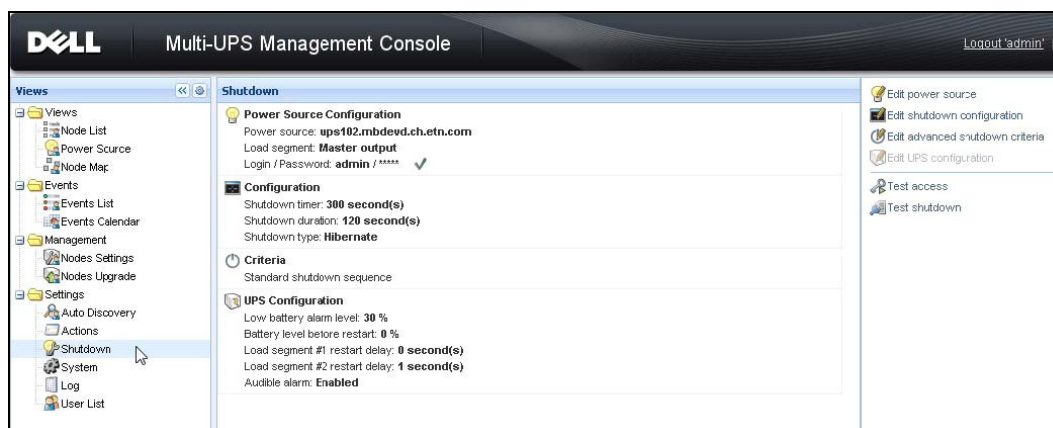 DELL
Multi-UPS Management Console
Logout 'admin'
Views
Views
Node List
Power Source
Node Map
Events
Events List
Events Calendar
Management
Nodes Settings
Nodes Upgrade
Settings
Auto Discovery
Actions
Shutdown
System
Log
User List
Shutdown
Power Source Configuration
Power source: ups102.mbdevd.ch.etn.com
Load segment: Master output
Login / Password: admin / *****
Configuration
Shutdown timer: 300 second(s)
Shutdown duration: 120 second(s)
Shutdown type: Hibernate
Criteria
Standard shutdown sequence
UPS Configuration
Low battery alarm level: 30 %
Battery level before restart: 0 %
Load segment #1 restart delay: 0 second(s)
Load segment #2 restart delay: 1 second(s)
Audible alarm: Enabled
Edit power source
Edit shutdown configuration
Edit advanced shutdown criteria
Edit UPS configuration
Test access
Test shutdown